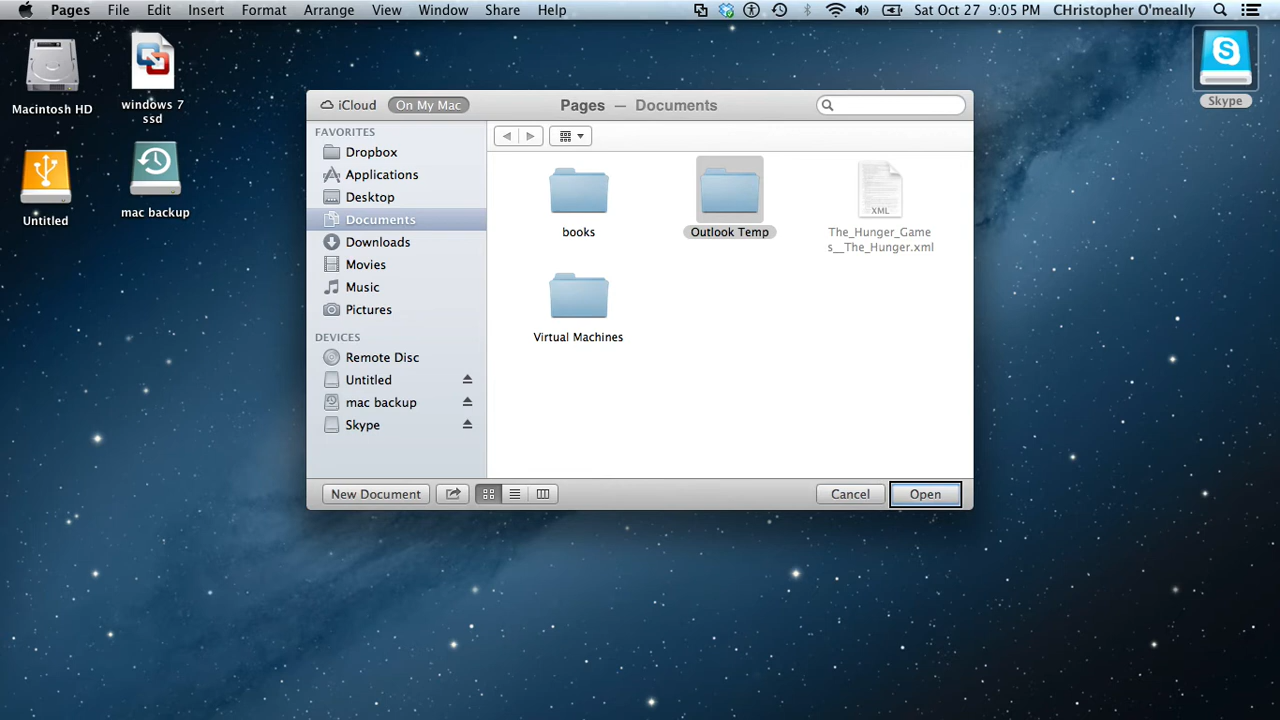 Pages File Edit Insert Format Arrange View Window Share Help Sat Oct 27 9:05 PM CHristopher O'meally
Macintosh HD
windows 7
ssd
Untitled
mac backup
Skype
iCloud On My Mac Pages — Documents
FAVORITES
Dropbox
Applications
Desktop
Documents
Downloads
Movies
Music
Pictures
DEVICES
Remote Disc
Untitled
mac backup
Skype
books
Outlook Temp
XML
The_Hunger_Game
s__The_Hunger.xml
Virtual Machines
New Document Cancel Open